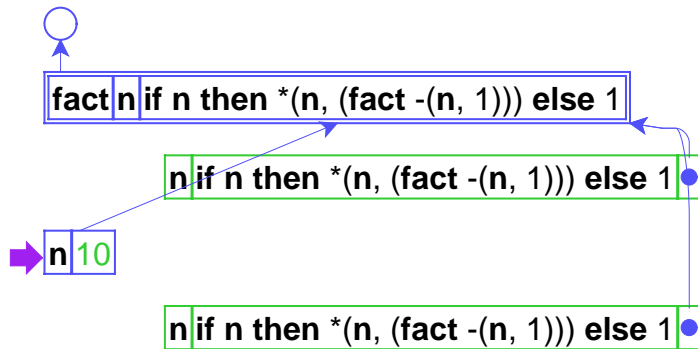 fact n if n then *(n, (fact -(n, 1))) else 1
n if n then *(n, (fact -(n, 1))) else 1
n 10
n if n then *(n, (fact -(n, 1))) else 1